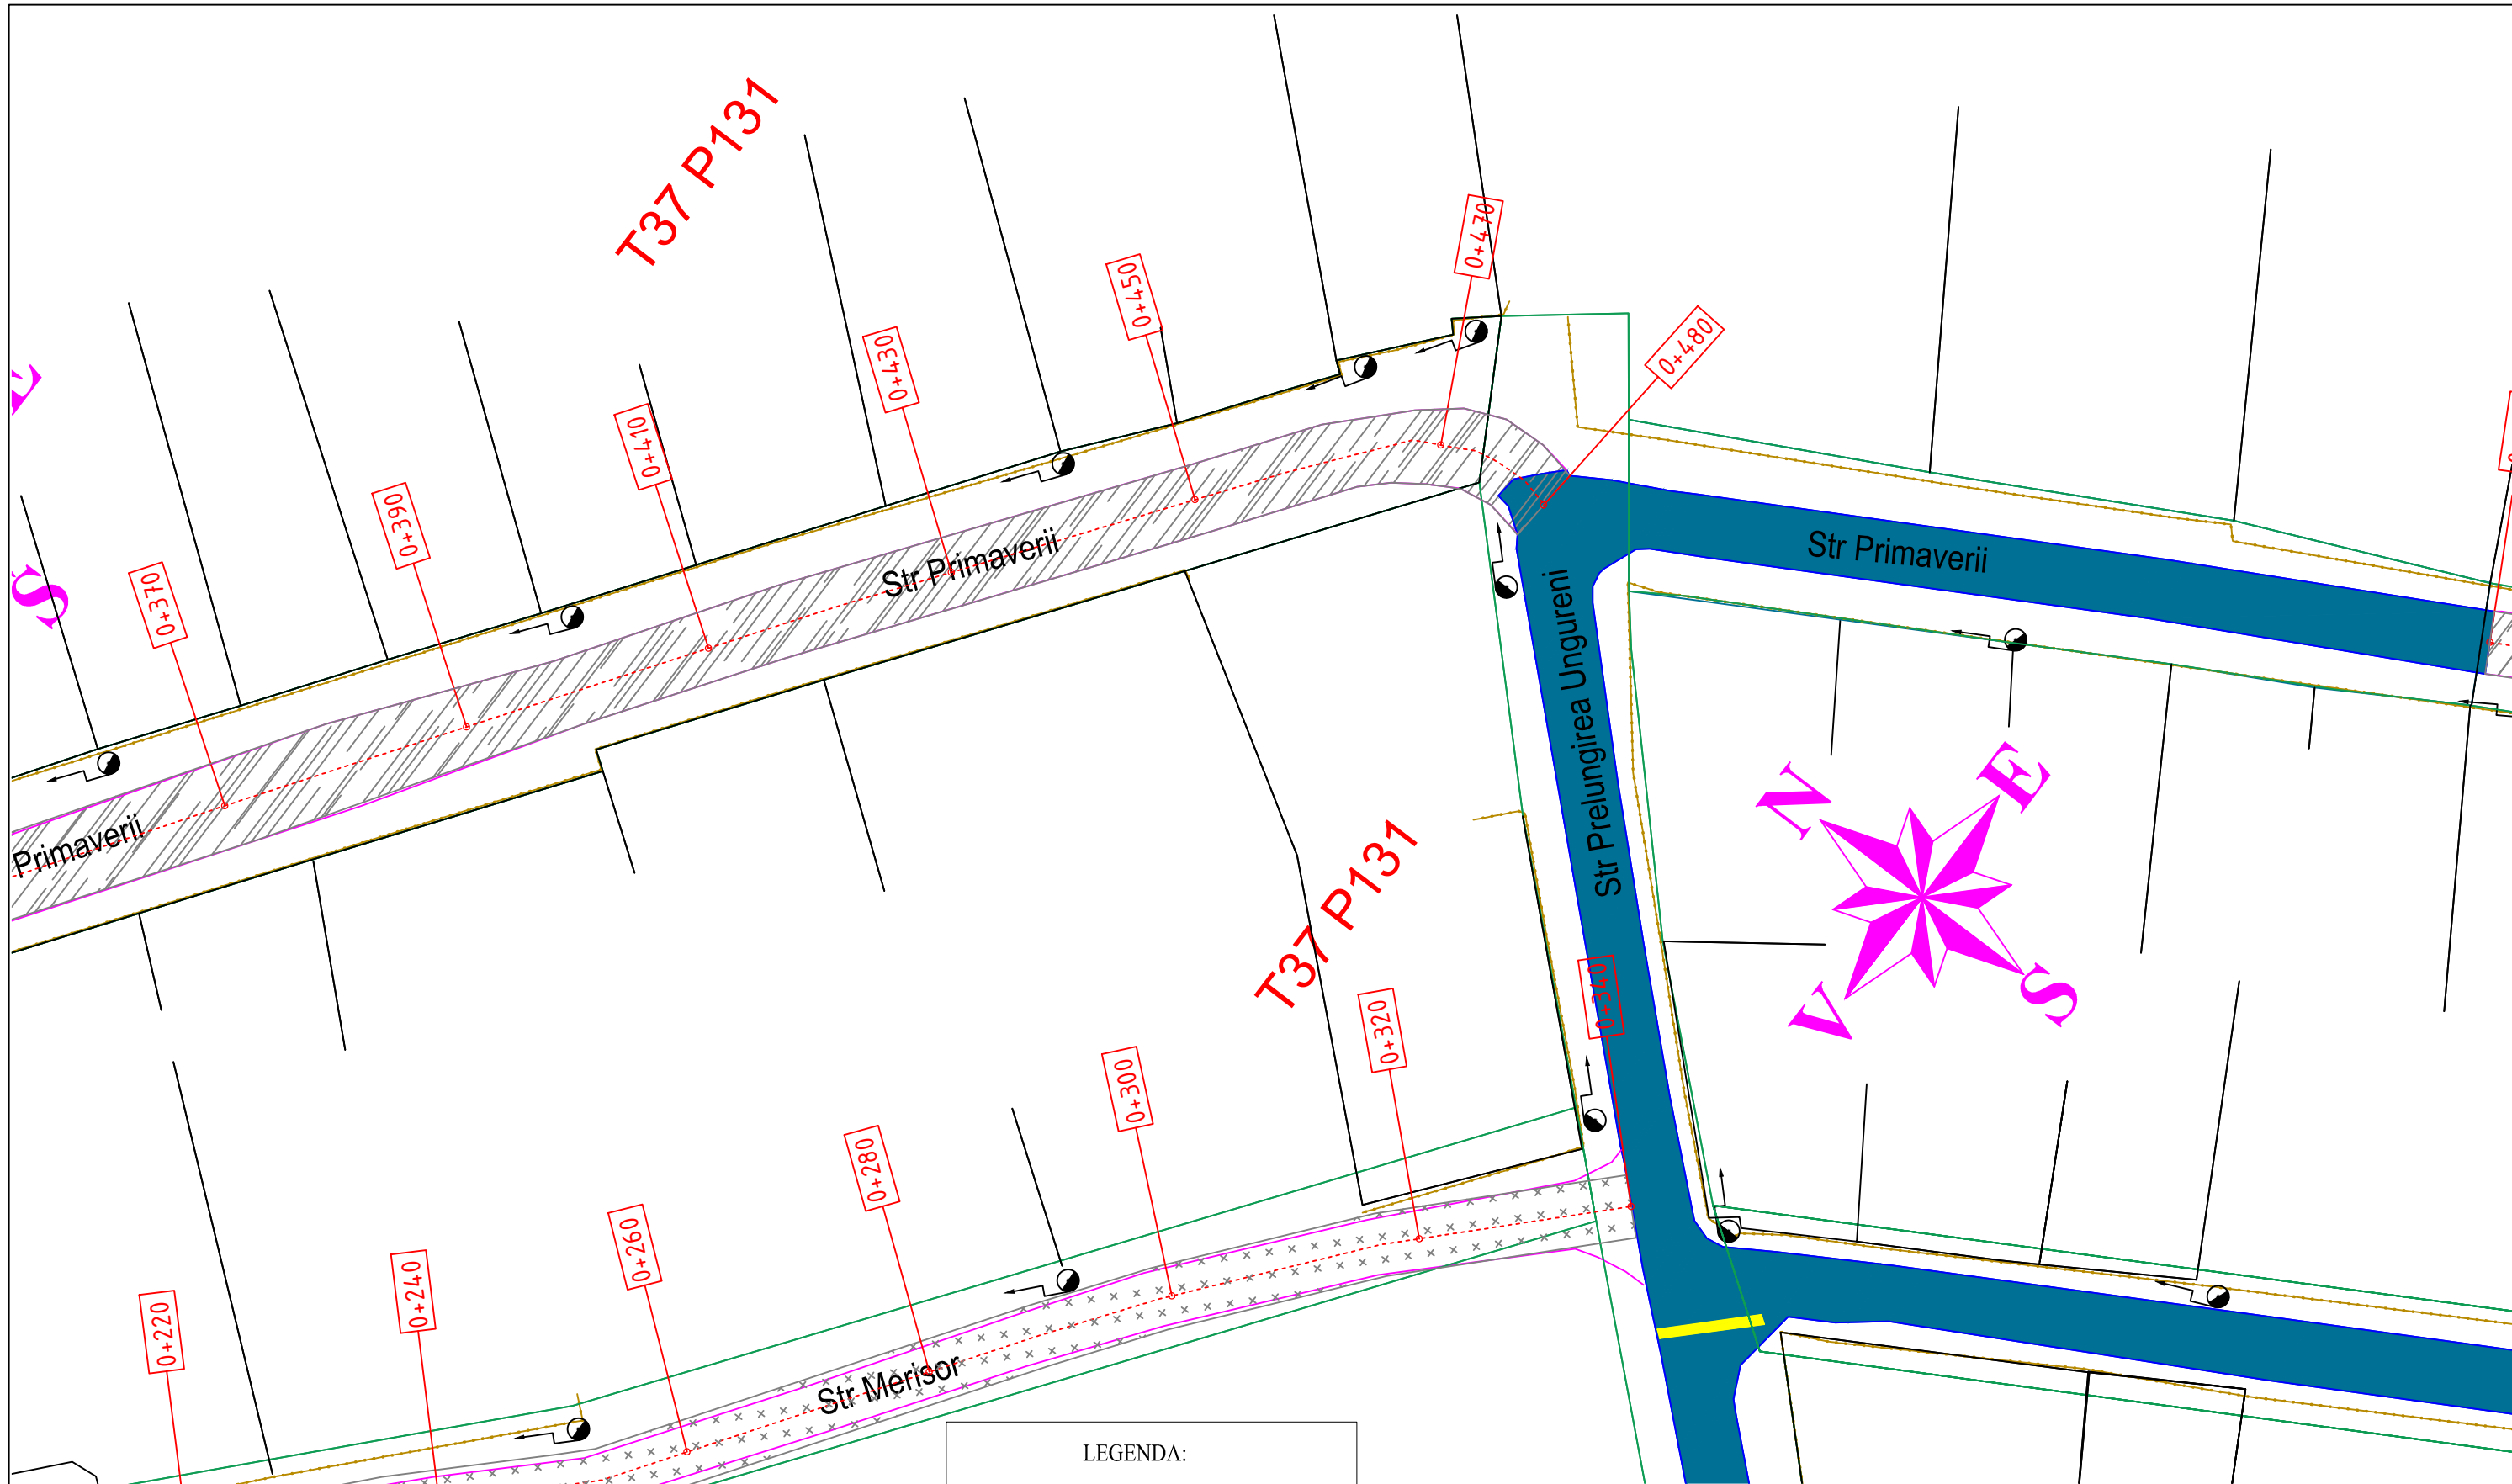 T37 P131
0+470
0+480
0+450
0+430
0+410
0+390
0+370
E
S
Str Primaverii
Str Primaverii
Primaverii
Str Prelungirea Ungureni
N
E
V
S
T37 P131
0+340
0+320
0+300
0+280
0+260
0+240
0+220
Str Merisor
LEGENDA: